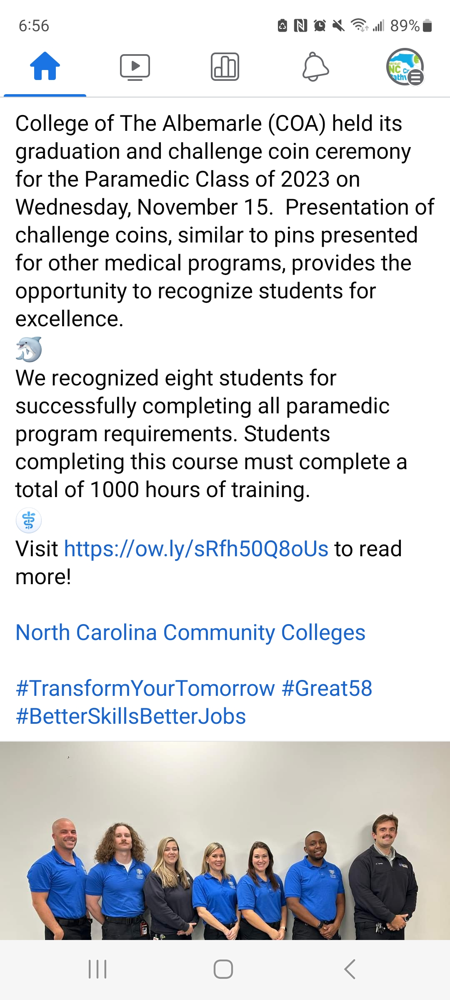 6:56
89%
NC
College of The Albemarle (COA) held its
graduation and challenge coin ceremony
for the Paramedic Class of 2023 on
Wednesday, November 15.  Presentation of
challenge coins, similar to pins presented
for other medical programs, provides the
opportunity to recognize students for
excellence.
We recognized eight students for
successfully completing all paramedic
program requirements. Students
completing this course must complete a
total of 1000 hours of training.
Visit https://ow.ly/sRfh50Q8oUs to read
more!
North Carolina Community Colleges
#TransformYourTomorrow #Great58
#BetterSkillsBetterJobs